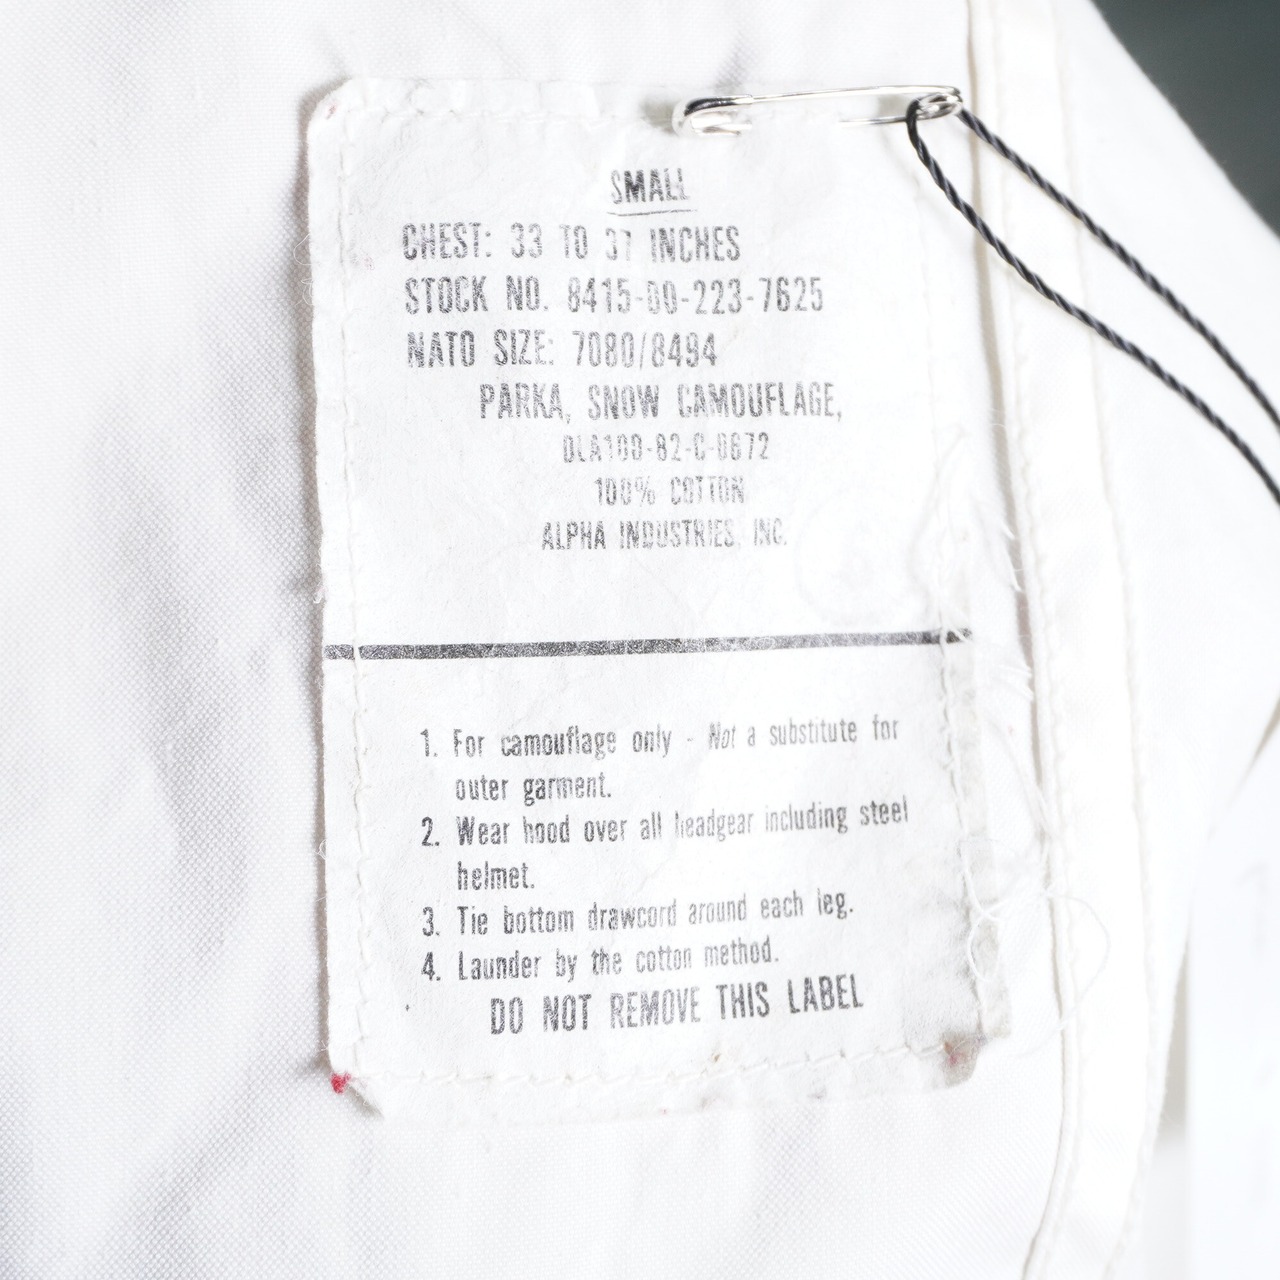 SMALL
CHEST: 33 TO 37 INCHES
STOCK NO. 8415-00-223-7625
NATO SIZE: 7080/8494
PARKA, SNOW CAMOUFLAGE,
DLA100-82-C-0672
100% COTTON
ALPHA INDUSTRIES, INC.
1. For camouflage only - Not a substitute for
outer garment.
2. Wear hood over all headgear including steel
helmet.
3. Tie bottom drawcord around each leg.
4. Launder by the cotton method.
DO NOT REMOVE THIS LABEL